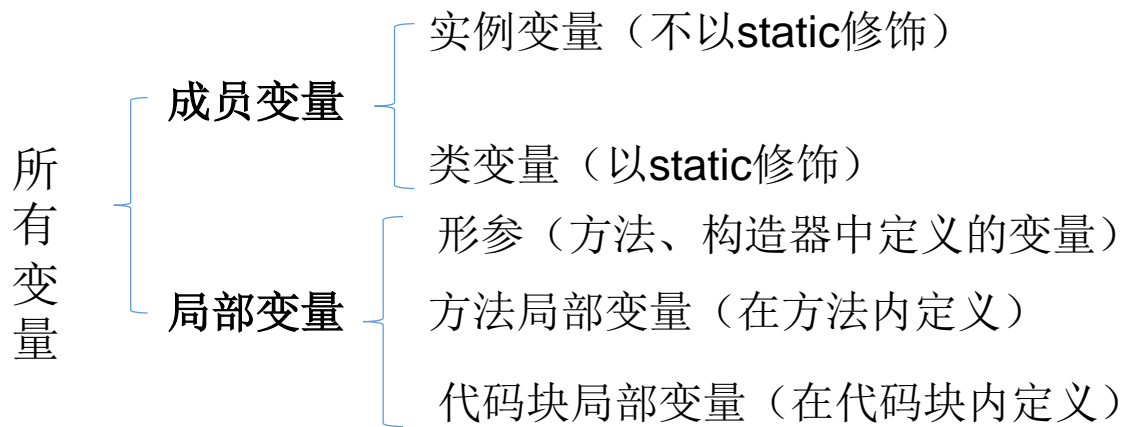 所有变量
成员变量
实例变量（不以static修饰）
类变量（以static修饰）
局部变量
形参（方法、构造器中定义的变量）
方法局部变量（在方法内定义）
代码块局部变量（在代码块内定义）